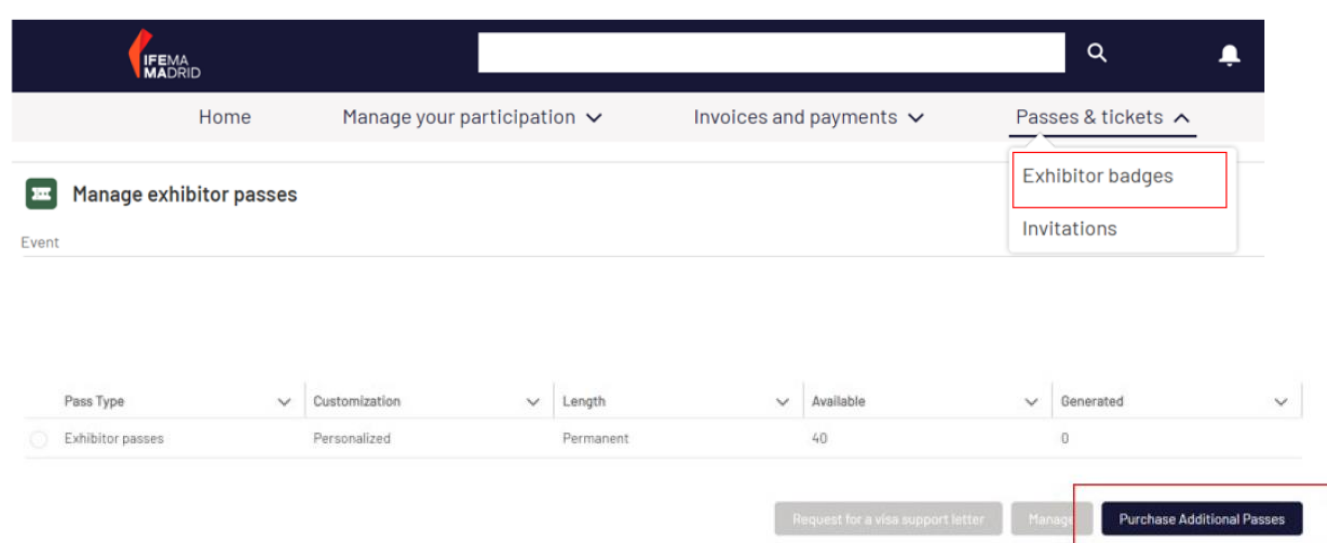 IFEMA
MADRID
Home Manage your participation Invoices and payments Passes & tickets
Exhibitor badges
Manage exhibitor passes
Invitations
Event
Pass Type Customization Length Available Generated
Exhibitor passes Personalized Permanent 40 0
Request for a visa support letter Manage Purchase Additional Passes